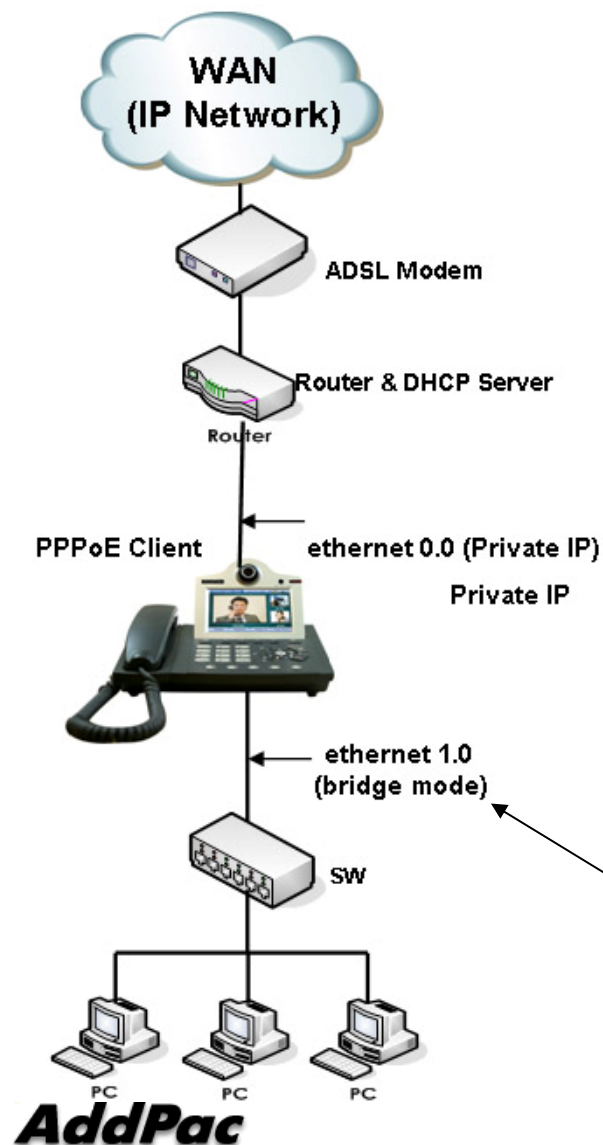 WAN
(IP Network)
ADSL Modem
Router & DHCP Server
Router
PPPoE Client
ethernet 0.0 (Private IP)
Private IP
ethernet 1.0
(bridge mode)
SW
PC
PC
PC
AddPac